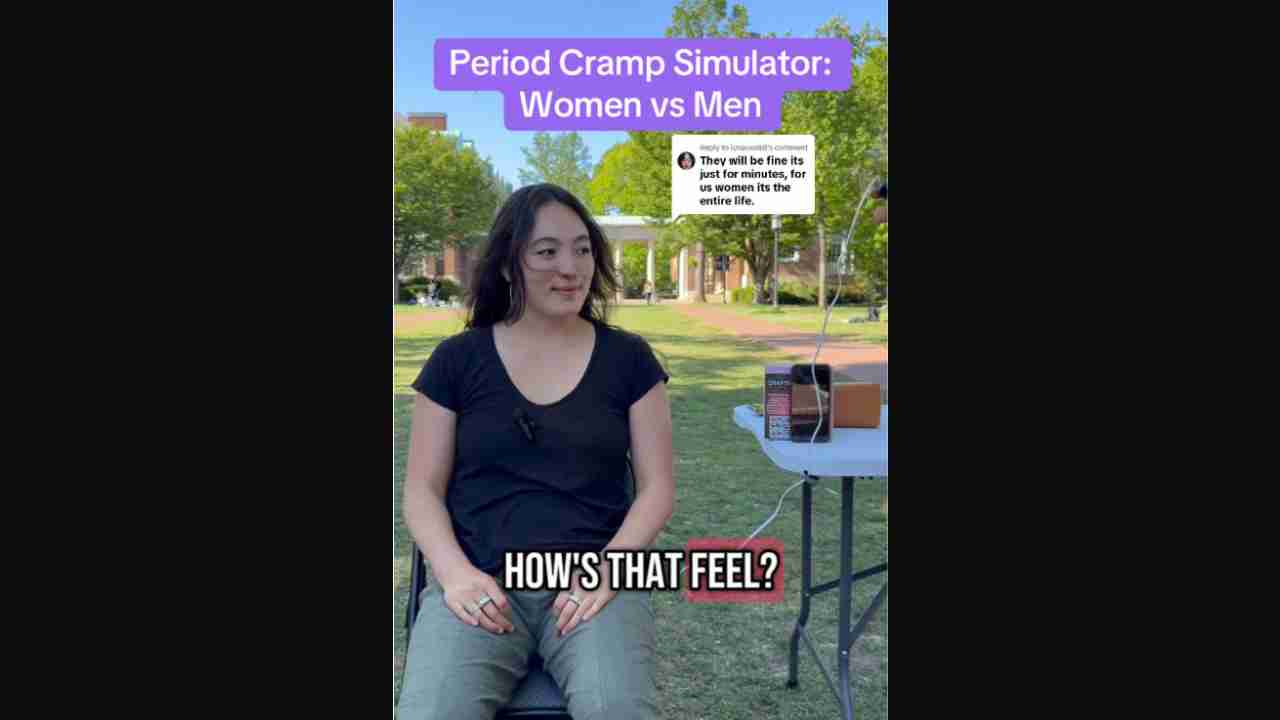 Period Cramp Simulator:
Women vs Men
They will be fine its
just for minutes, for
us women its the
entire life.
HOW'S THAT FEEL?